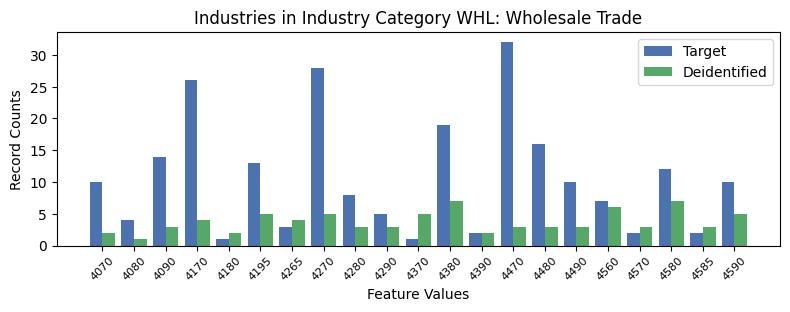 Industries in Industry Category WHL: Wholesale Trade
Target
Deidentified
Record Counts
30
25
20
15
10
5
0
4070 4080 4090 4170 4180 4195 4265 4270 4280 4290 4370 4380 4390 4470 4480 4490 4560 4570 4580 4585 4590
Feature Values